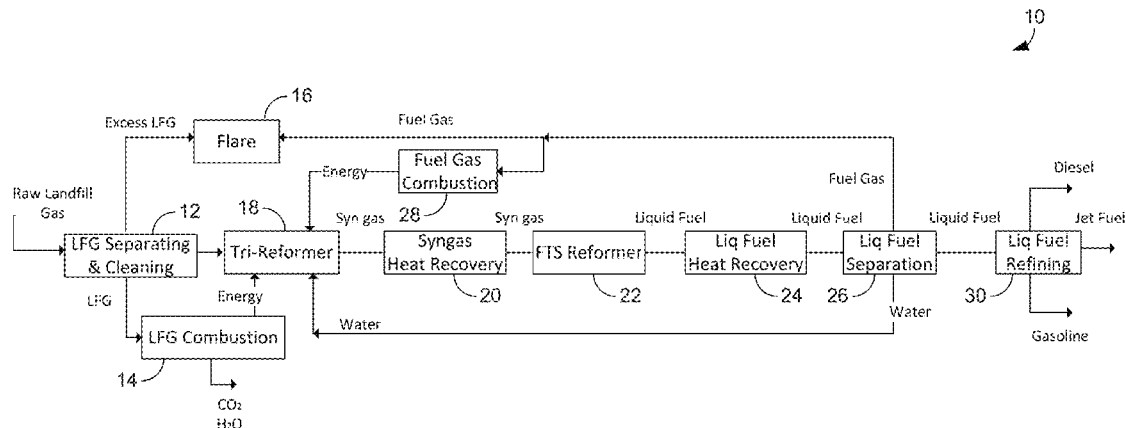 10
16
Excess LFG
Flare
Fuel Gas
Energy
Fuel Gas
Combustion
28
Fuel Gas
Diesel
Raw Landfill
Gas
12
18
Syn gas
Syn gas
Liquid Fuel
Liquid Fuel
Liquid Fuel
Jet Fuel
LFG Separating
& Cleaning
Tri-Reformer
Syngas
Heat Recovery
FTS Reformer
Liq Fuel
Heat Recovery
Liq Fuel
Separation
Liq Fuel
Refining
20
22
24
26
30
LFG
Energy
Water
Water
Gasoline
LFG Combustion
14
CO₂
H₂O